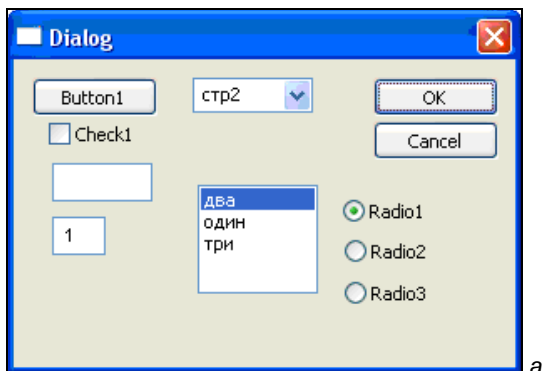 Dialog
Button1
стр2
OK
Check1
Cancel
два
один
три
1
Radio1
Radio2
Radio3
а